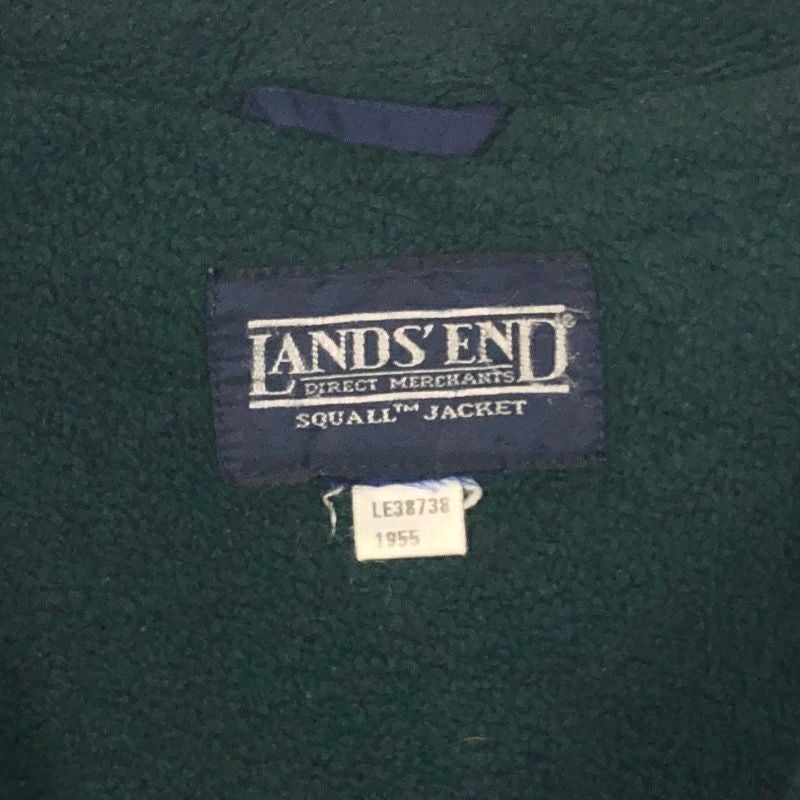 LANDS' END®
DIRECT MERCHANTS
SQUALL™ JACKET
LE38738
1955